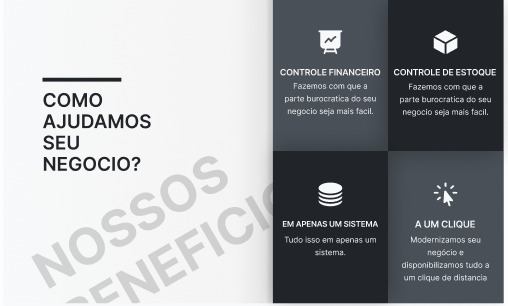 COMO
AJUDAMOS
SEU
NEGOCIO?
NOSSOS
BENEFICIO
CONTROLE FINANCEIRO
Fazemos com que a
parte burocratica do seu
negocio seja mais facil.
CONTROLE DE ESTOQUE
Fazemos com que a
parte burocratica do seu
negocio seja mais facil.
EM APENAS UM SISTEMA
Tudo isso em apenas um
sistema.
A UM CLIQUE
Modernizamos seu
negócio e
disponibilizamos tudo a
um clique de distancia